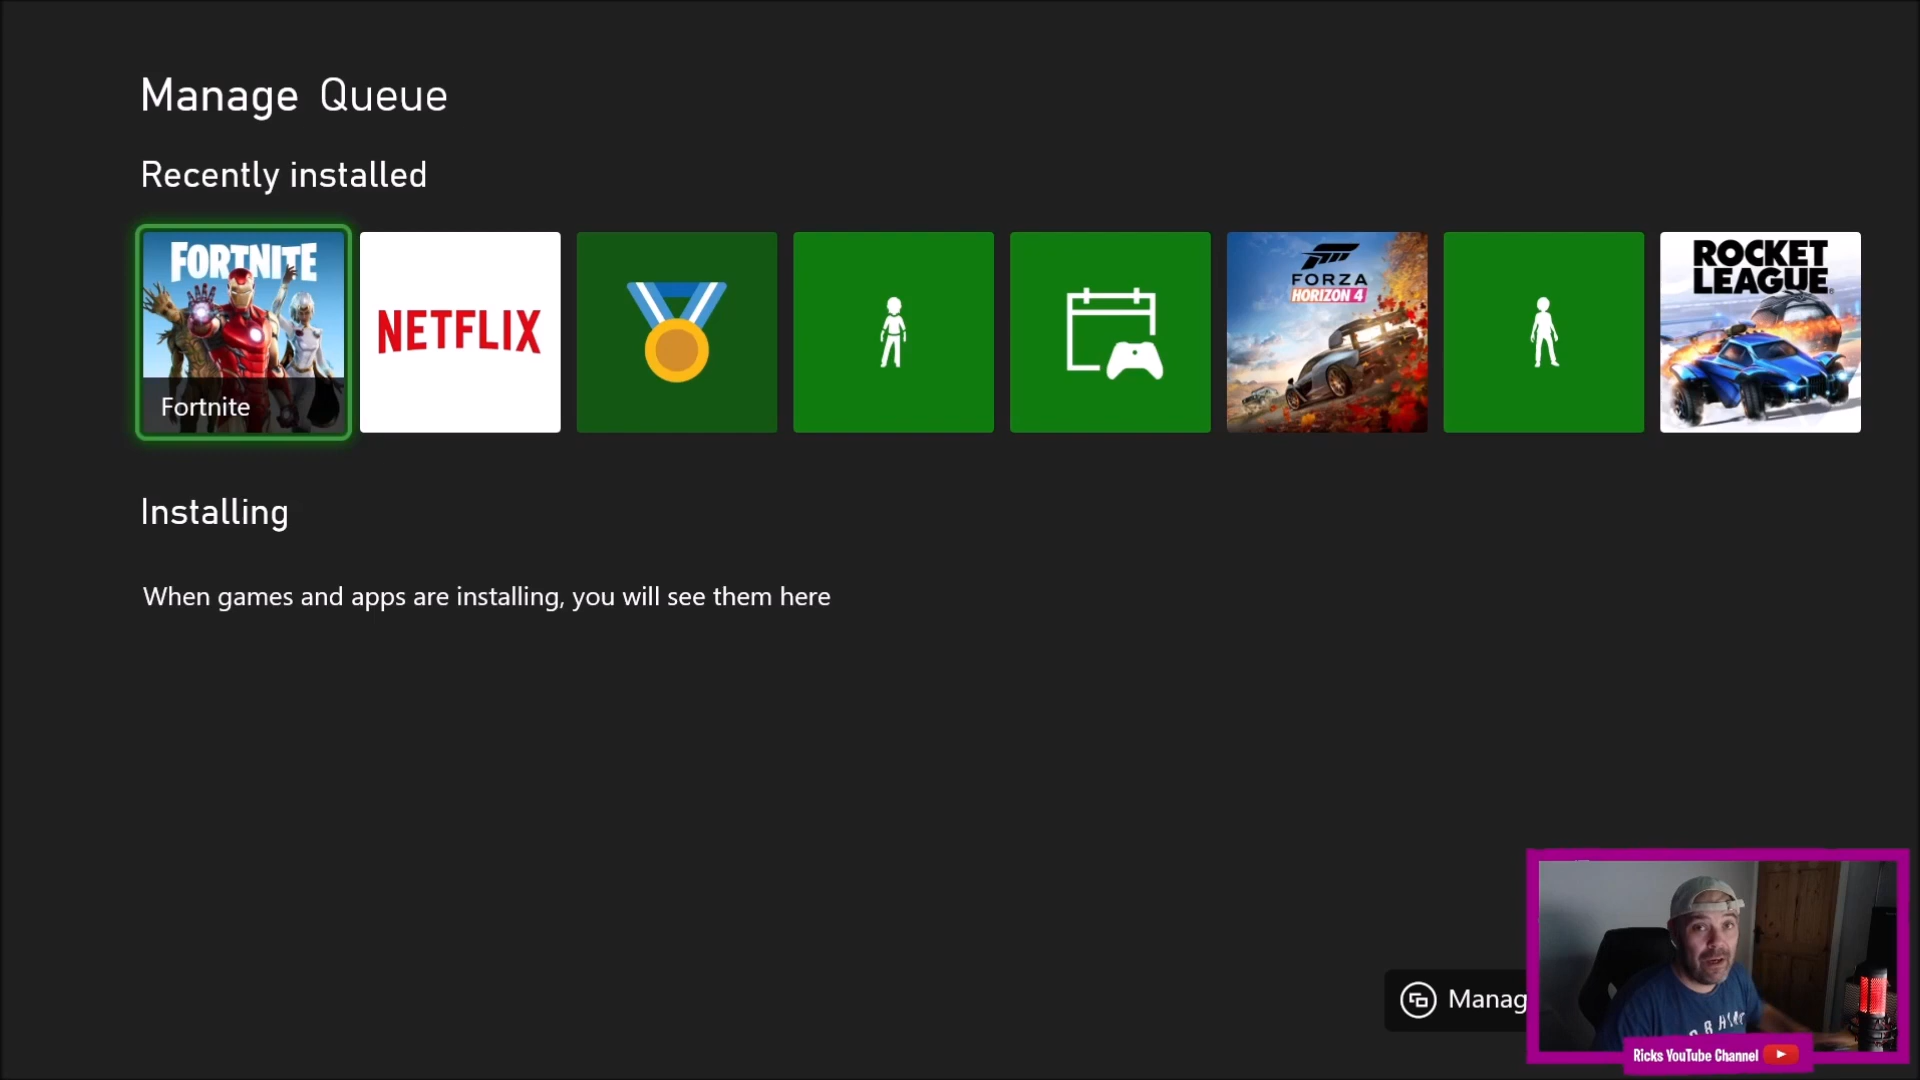 Manage Queue
Recently installed
FORTNITE
Fortnite
NETFLIX
FORZA
HORIZON 4
ROCKET
LEAGUE
Installing
When games and apps are installing, you will see them here
Manag
Ricks YouTube Channel